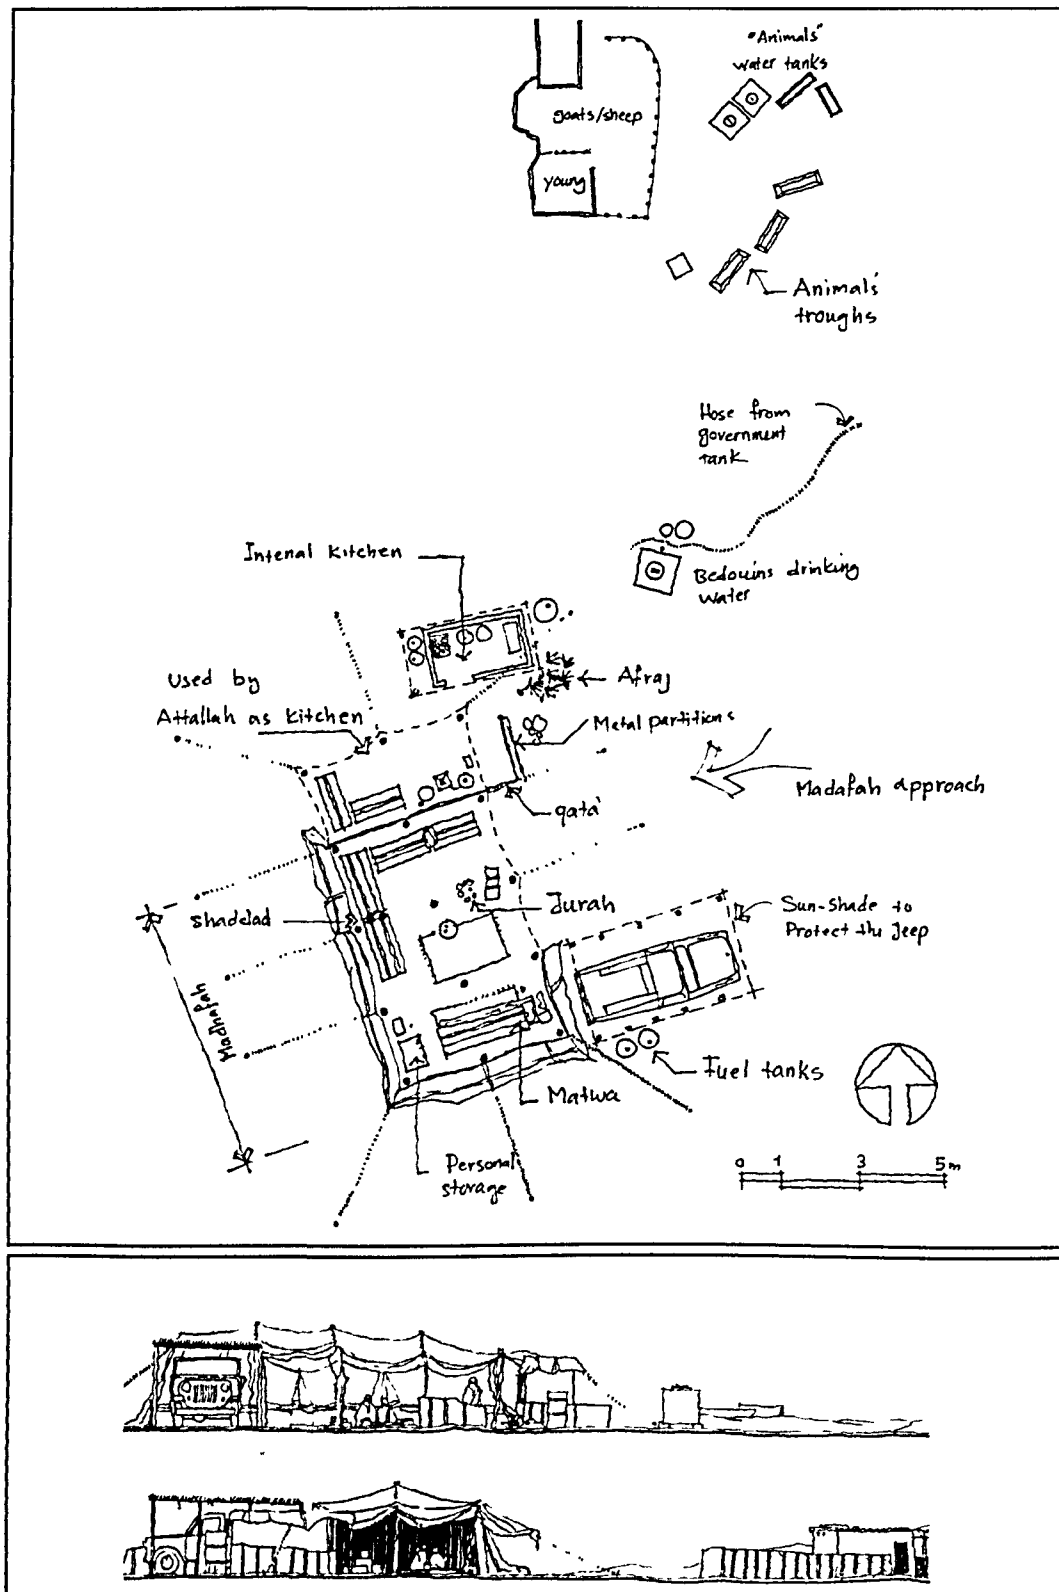 "Animals"
water tanks
goats/sheep
young
Animals'
troughs
Hose from
government
tank
Intenal Kitchen
Bedouins drinking
Water
Used by
Attallah as Kitchen
Afraj
Metal partitions
Madafah approach
qata'
Shaddad
Jurah
Sun-shade to
Protect the Jeep
Madhafah
Fuel tanks
Matwa
Personal
storage
0 1 3 5m